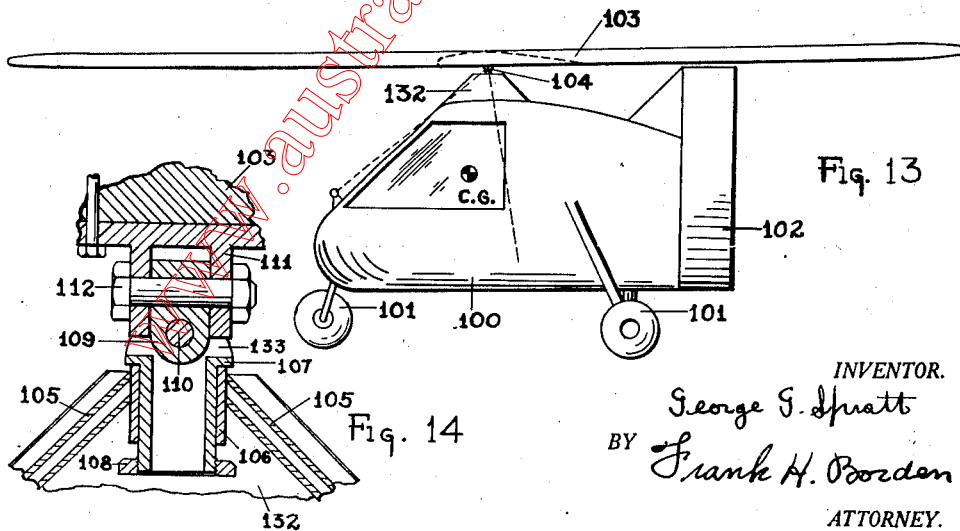 103
104
132
C.G.
Fig. 13
102
100
101
101
103
111
112
109
110
133
107
105
105
Fig. 14
106
108
132
www.austra
INVENTOR.
George G. Spratt
BY Frank H. Borden
ATTORNEY.